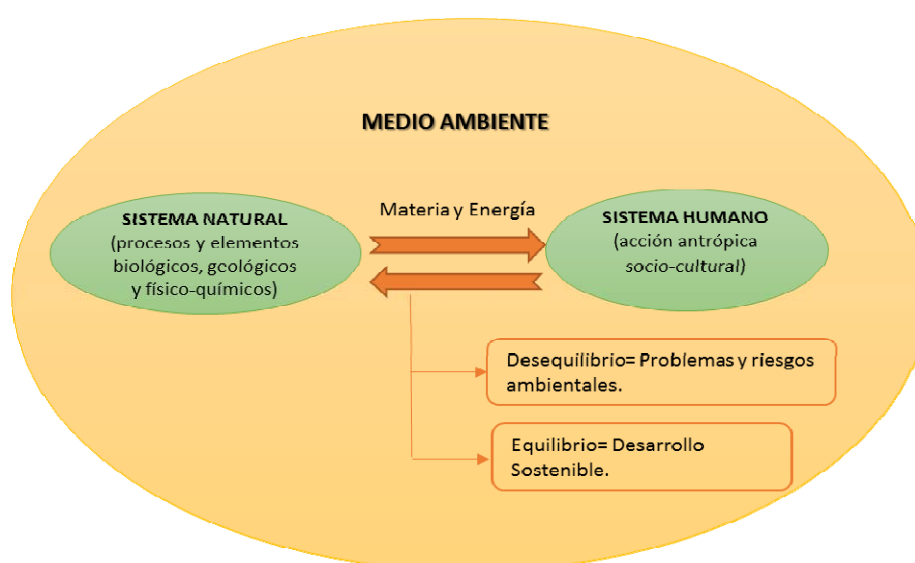 MEDIO AMBIENTE
SISTEMA NATURAL
(procesos y elementos
biológicos, geológicos
y físico-químicos)
Materia y Energía
SISTEMA HUMANO
(acción antrópica
socio-cultural)
Desequilibrio= Problemas y riesgos
ambientales.
Equilibrio= Desarrollo
Sostenible.